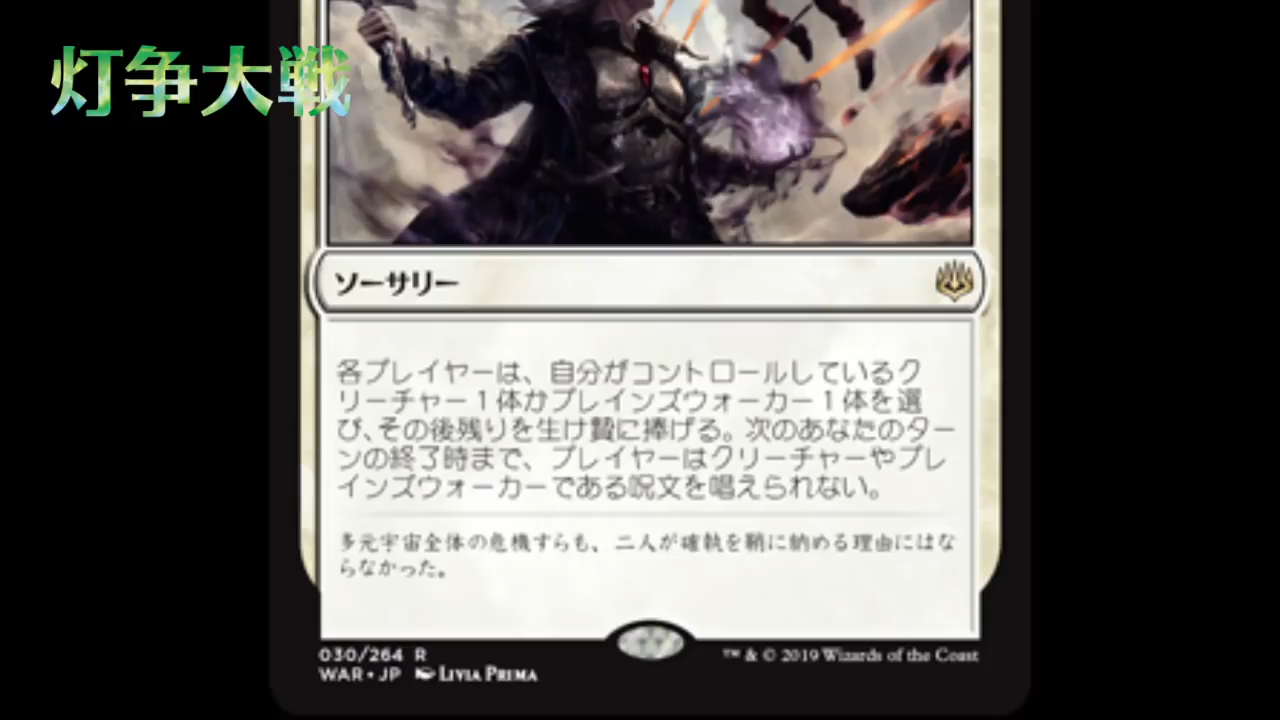 灯争大戦
ソーサリー
各プレイヤーは、自分がコントロールしているク
リーチャー１体かプレインズウォーカー１体を選
び、その後残りを生け贄に捧げる。次のあなたのター
ンの終了時まで、プレイヤーはクリーチャーやプレ
インズウォーカーである呪文を唱えられない。
多元宇宙全体の危機すらも、二人が確執を鞘に納める理由にはな
らなかった。
030/264 R
WAR • JP LIVIA PRIMA
™ & © 2019 Wizards of the Coast